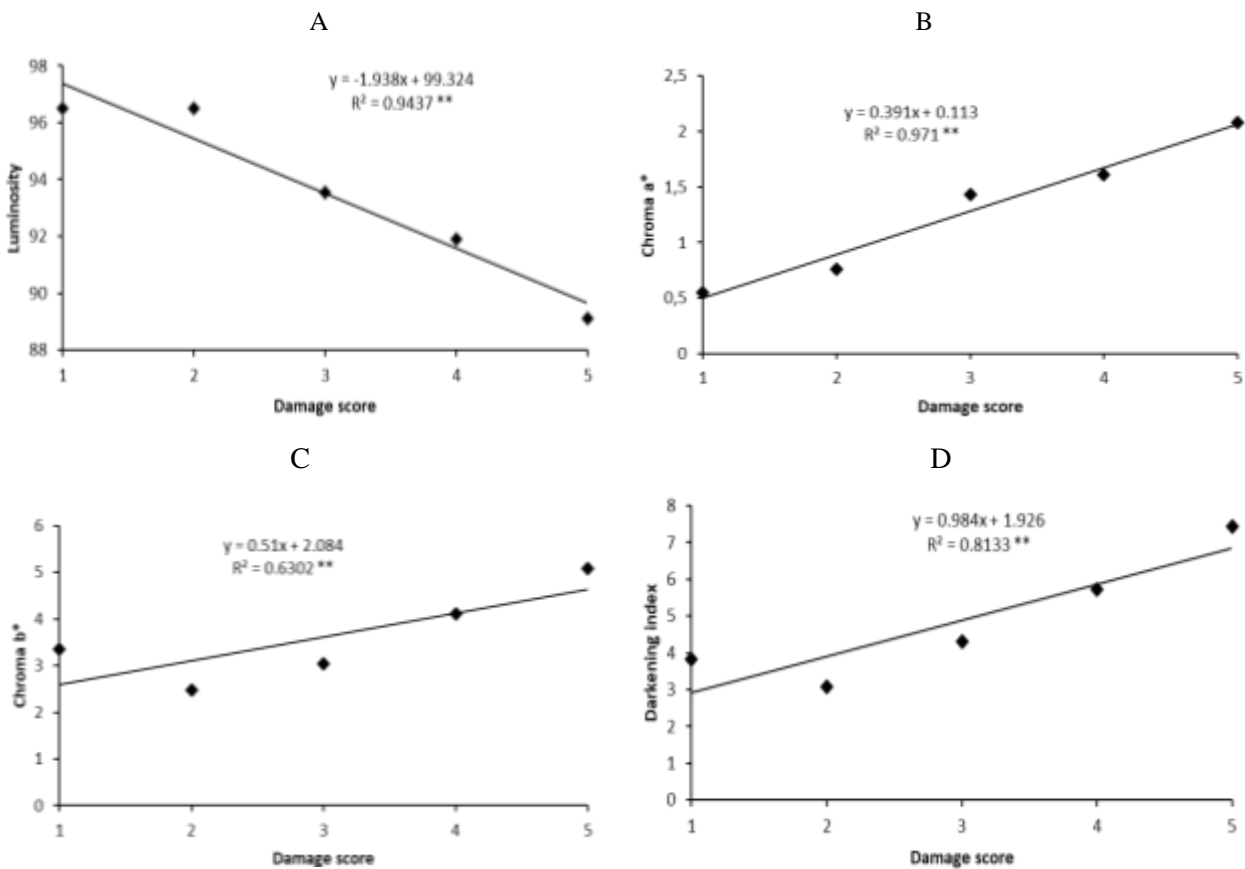 A
98
96
94
92
90
88
Luminosity
y = -1.938x + 99.324
R² = 0.9437 **
1 2 3 4 5
Damage score
B
2,5
2
1,5
1
0,5
0
Chroma a*
y = 0.391x + 0.113
R² = 0.971 **
1 2 3 4 5
Damage score
C
6
5
4
3
2
1
0
Chroma b*
y = 0.51x + 2.084
R² = 0.6302 **
1 2 3 4 5
Damage score
D
8
7
6
5
4
3
2
1
0
Darkening index
y = 0.984x + 1.926
R² = 0.8133 **
1 2 3 4 5
Damage score